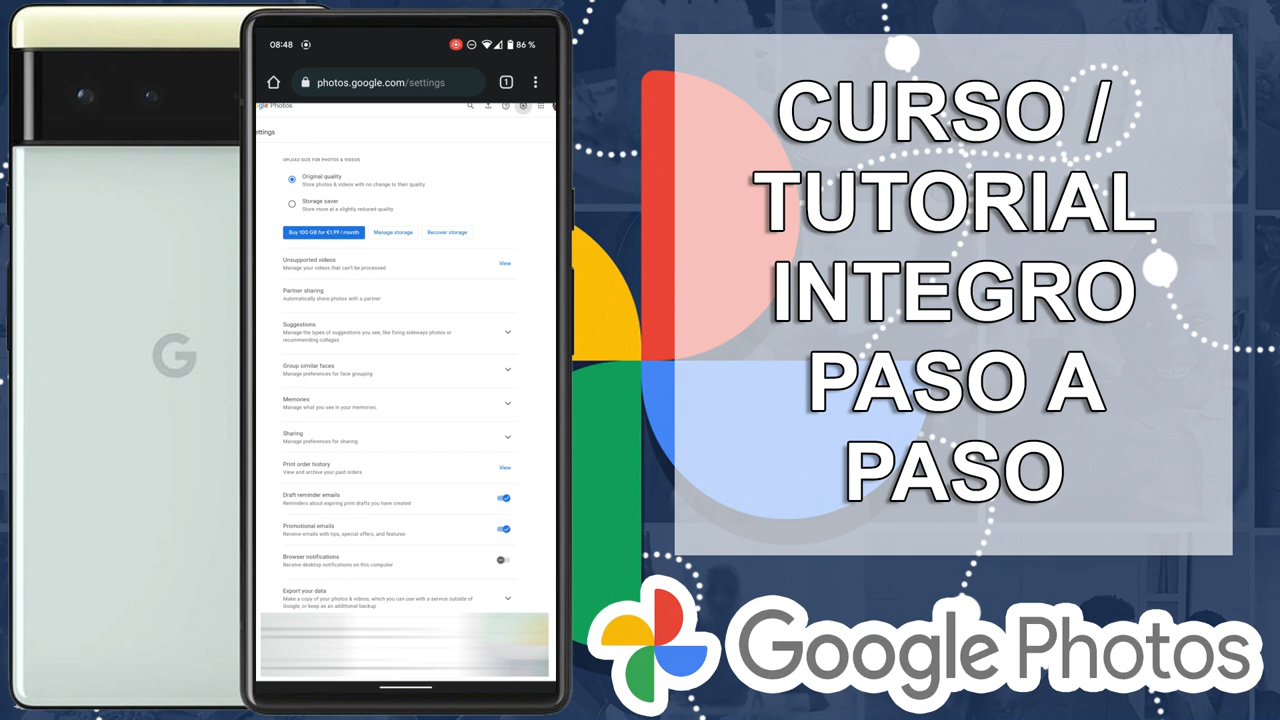 08:48
86 %
photos.google.com/settings
1
gle Photos
ettings
UPLOAD SIZE FOR PHOTOS & VIDEOS
Original quality
Store photos & videos with no change to their quality
Storage saver
Store more at a slightly reduced quality
Buy 100 GB for €1.99 / month
Manage storage
Recover storage
Unsupported videos
Manage your videos that can't be processed
View
Partner sharing
Automatically share photos with a partner
Suggestions
Manage the types of suggestions you see, like fixing sideways photos or
recommending collages
Group similar faces
Manage preferences for face grouping
Memories
Manage what you see in your memories.
Sharing
Manage preferences for sharing
Print order history
View and archive your past orders
View
Draft reminder emails
Reminders about expiring print drafts you have created
Promotional emails
Receive emails with tips, special offers, and features
Browser notifications
Receive desktop notifications on this computer
Export your data
Make a copy of your photos & videos, which you can use with a service outside of
Google, or keep as an additional backup.
G
CURSO /
TUTORIAL
INTEGRO
PASO A
PASO
Google Photos